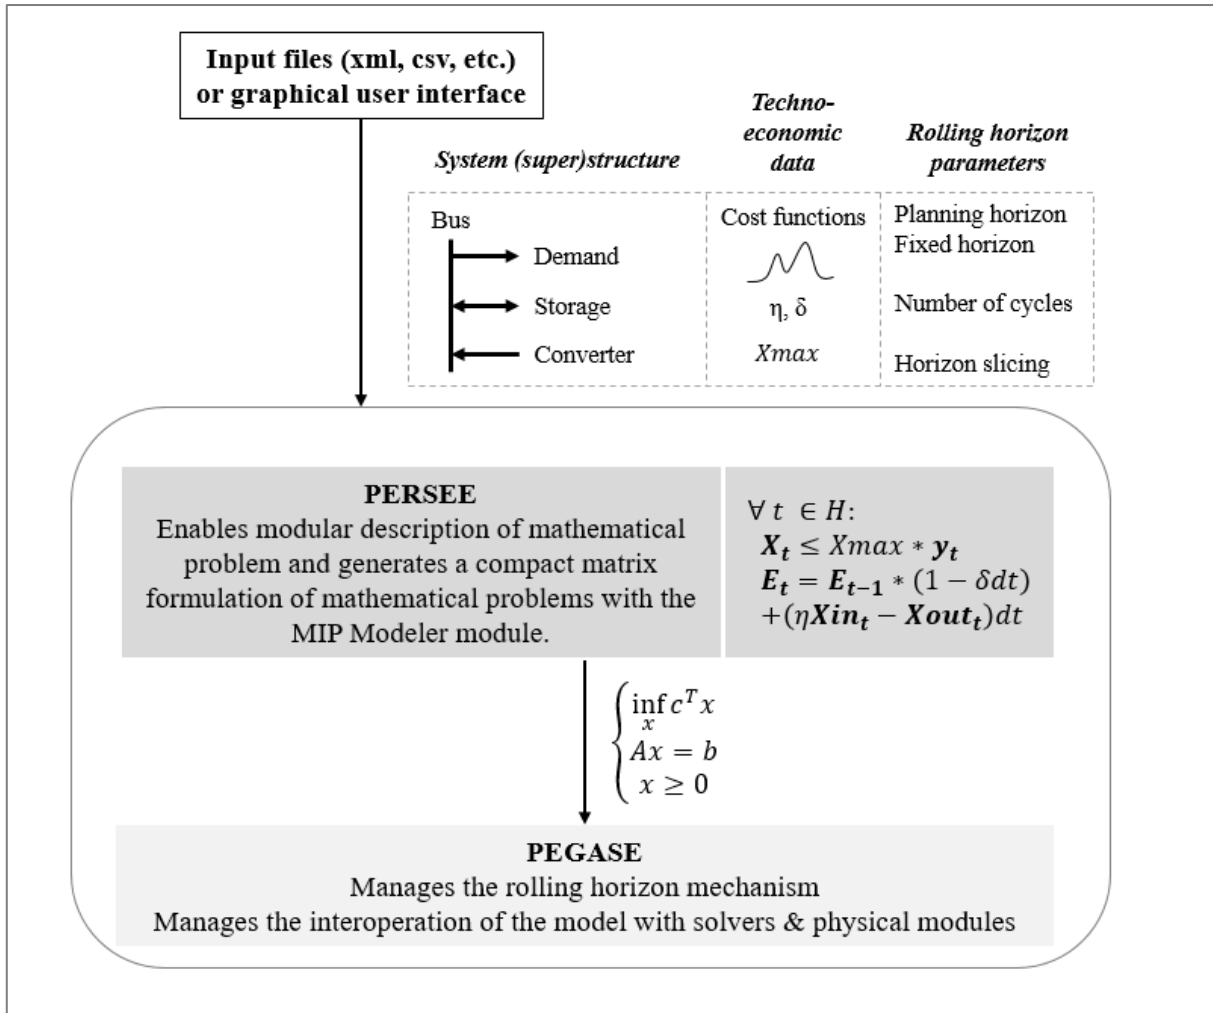 Input files (xml, csv, etc.)
or graphical user interface
System (super)structure
Techno-
economic
data
Rolling horizon
parameters
Bus
Demand
Storage
Converter
Cost functions
η, δ
Xmax
Planning horizon
Fixed horizon
Number of cycles
Horizon slicing
PERSEE
Enables modular description of mathematical
problem and generates a compact matrix
formulation of mathematical problems with the
MIP Modeler module.
∀ t ∈ H:
X_t ≤ Xmax * y_t
E_t = E_{t-1} * (1 − δdt)
+(ηXin_t − Xout_t)dt
inf_x c^T x
Ax = b
x ≥ 0
PEGASE
Manages the rolling horizon mechanism
Manages the interoperation of the model with solvers & physical modules